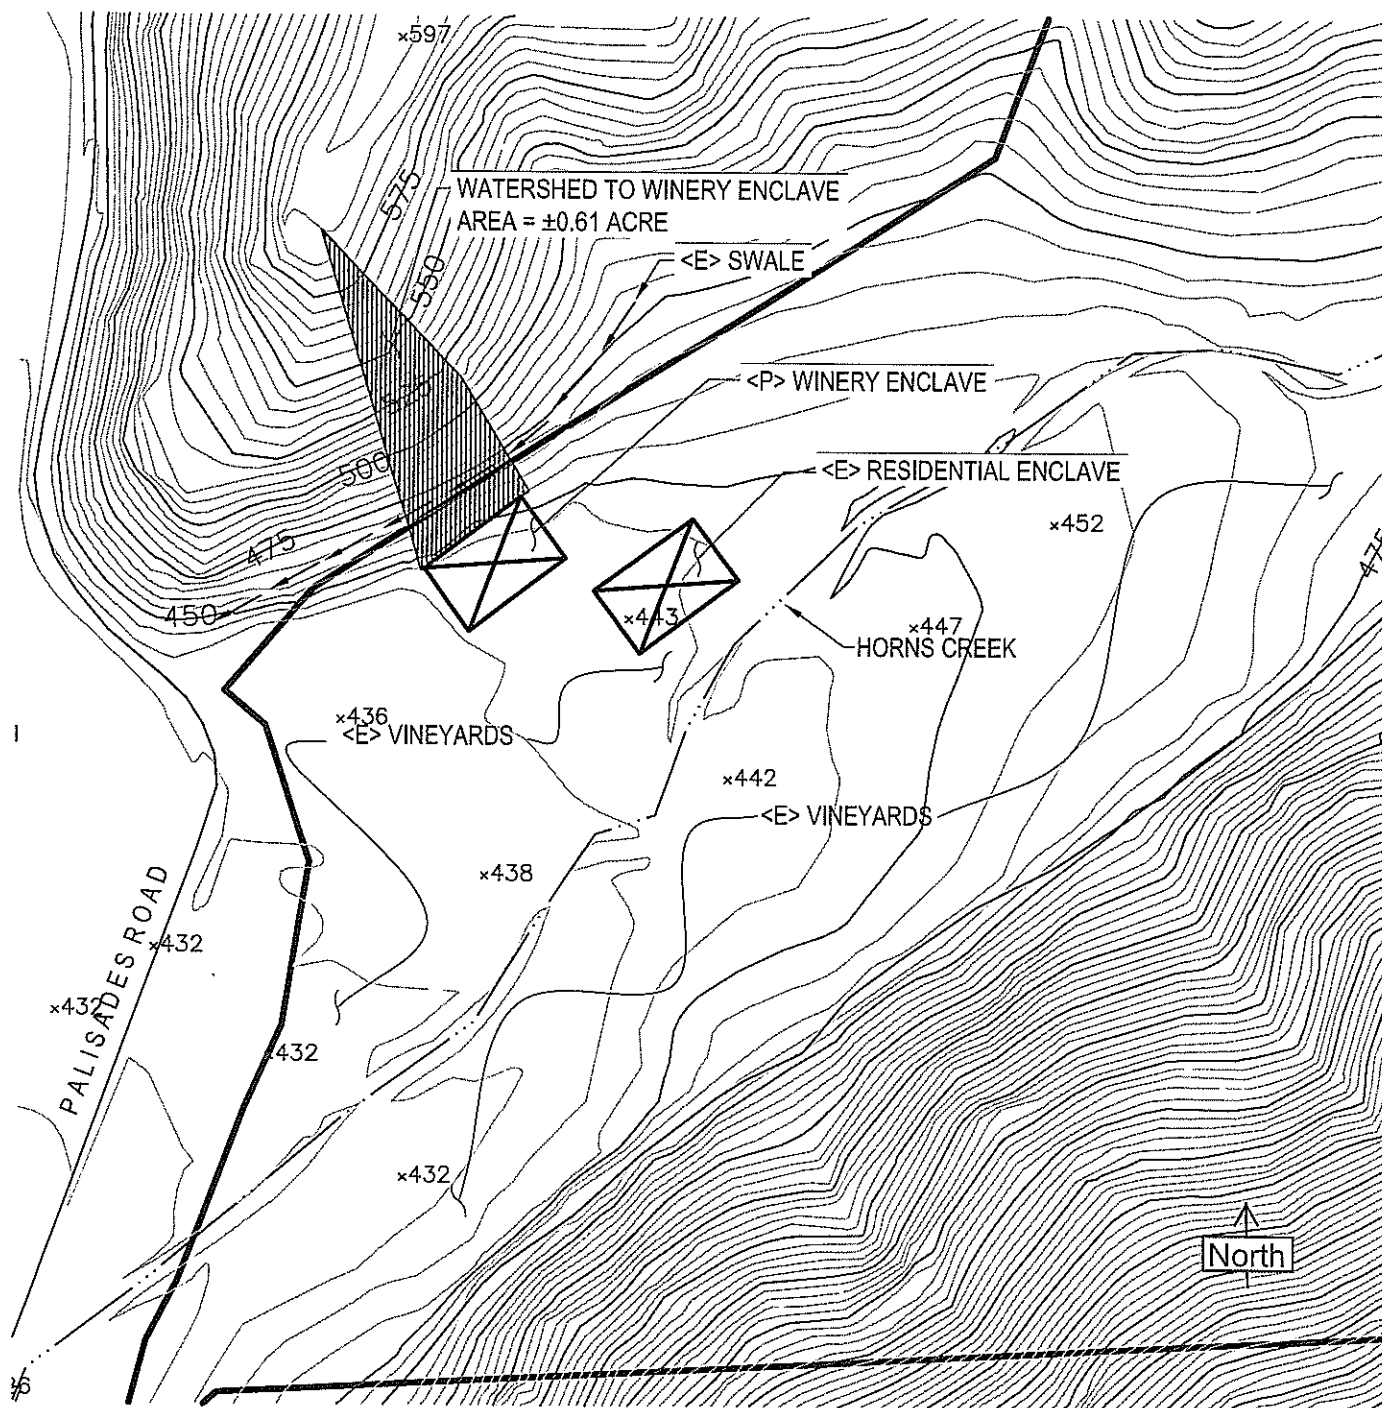 ×597
575
WATERSHED TO WINERY ENCLAVE
AREA = ±0.61 ACRE
<E> SWALE
550
<P> WINERY ENCLAVE
500
<E> RESIDENTIAL ENCLAVE
×452
475
475
450
×443
×447
HORNS CREEK
×436
<E> VINEYARDS
×442
<E> VINEYARDS
×438
PALISADES ROAD
×432
×432
×432
×432
North